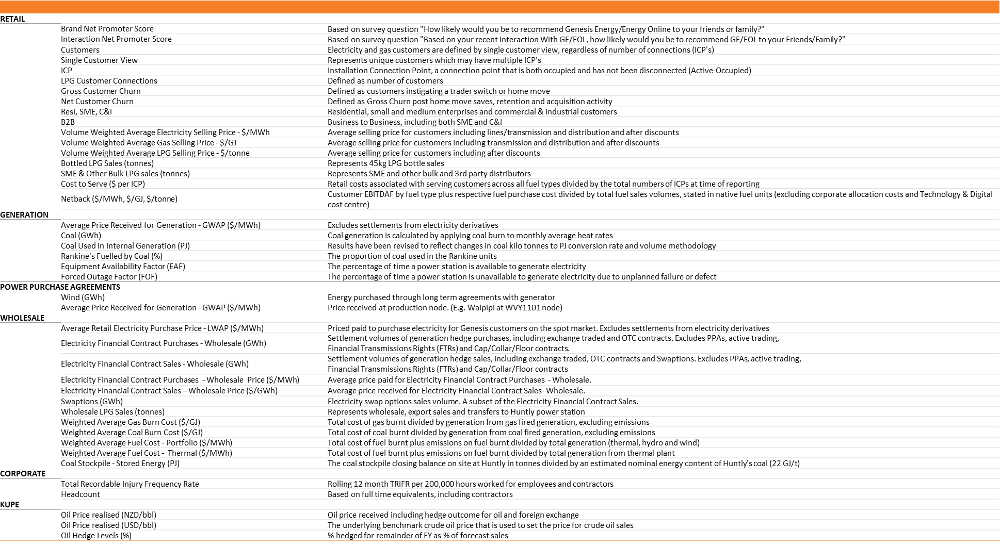 RETAIL
Brand Net Promoter Score Based on survey question "How likely would you be to recommend Genesis Energy/Energy Online to your friends or family?"
Interaction Net Promoter Score Based on survey question "Based on your recent Interaction With GE/EOL, how likely would you be to recommend GE/EOL to your Friends/Family?"
Customers Electricity and gas customers are defined by single customer view, regardless of number of connections (ICP's)
Single Customer View Represents unique customers which may have multiple ICP's
ICP Installation Connection Point, a connection point that is both occupied and has not been disconnected (Active-Occupied)
LPG Customer Connections Defined as number of customers
Gross Customer Churn Defined as customers instigating a trader switch or home move
Net Customer Churn Defined as Gross Churn post home move saves, retention and acquisition activity
Resi, SME, C&I Residential, small and medium enterprises and commercial & industrial customers
B2B Business to Business, including both SME and C&I
Volume Weighted Average Electricity Selling Price - $/MWh Average selling price for customers including lines/transmission and distribution and after discounts
Volume Weighted Average Gas Selling Price - $/GJ Average selling price for customers including transmission and distribution and after discounts
Volume Weighted Average LPG Selling Price - $/tonne Average selling price for customers including after discounts
Bottled LPG Sales (tonnes) Represents 45kg LPG bottle sales
SME & Other Bulk LPG sales (tonnes) Represents SME and other bulk and 3rd party distributors
Cost to Serve ($ per ICP) Retail costs associated with serving customers across all fuel types divided by the total numbers of ICPs at time of reporting
Netback ($/MWh, $/GJ, $/tonne) Customer EBITDAF by fuel type plus respective fuel purchase cost divided by total fuel sales volumes, stated in native fuel units (excluding corporate allocation costs and Technology & Digital
cost centre)
GENERATION
Average Price Received for Generation - GWAP ($/MWh) Excludes settlements from electricity derivatives
Coal (GWh) Coal generation is calculated by applying coal burn to monthly average heat rates
Coal Used In Internal Generation (PJ) Results have been revised to reflect changes in coal kilo tonnes to PJ conversion rate and volume methodology
Rankine's Fuelled by Coal (%) The proportion of coal used in the Rankine units
Equipment Availability Factor (EAF) The percentage of time a power station is available to generate electricity
Forced Outage Factor (FOF) The percentage of time a power station is unavailable to generate electricity due to unplanned failure or defect
POWER PURCHASE AGREEMENTS
Wind (GWh) Energy purchased through long term agreements with generator
Average Price Received for Generation - GWAP ($/MWh) Price received at production node. (E.g. Waipipi at WVY1101 node)
WHOLESALE
Average Retail Electricity Purchase Price - LWAP ($/MWh) Priced paid to purchase electricity for Genesis customers on the spot market. Excludes settlements from electricity derivatives
Electricity Financial Contract Purchases - Wholesale (GWh) Settlement volumes of generation hedge purchases, including exchange traded and OTC contracts. Excludes PPAs, active trading,
Financial Transmissions Rights (FTRs) and Cap/Collar/Floor contracts.
Electricity Financial Contract Sales - Wholesale (GWh) Settlement volumes of generation hedge sales, including exchange traded, OTC contracts and Swaptions. Excludes PPAs, active trading,
Financial Transmissions Rights (FTRs) and Cap/Collar/Floor contracts
Electricity Financial Contract Purchases - Wholesale Price ($/MWh) Average price paid for Electricity Financial Contract Purchases - Wholesale.
Electricity Financial Contract Sales – Wholesale Price ($/GWh) Average price received for Electricity Financial Contract Sales- Wholesale.
Swaptions (GWh) Electricity swap options sales volume. A subset of the Electricity Financial Contract Sales.
Wholesale LPG Sales (tonnes) Represents wholesale, export sales and transfers to Huntly power station
Weighted Average Gas Burn Cost ($/GJ) Total cost of gas burnt divided by generation from gas fired generation, excluding emissions
Weighted Average Coal Burn Cost ($/GJ) Total cost of coal burnt divided by generation from coal fired generation, excluding emissions
Weighted Average Fuel Cost - Portfolio ($/MWh) Total cost of fuel burnt plus emissions on fuel burnt divided by total generation (thermal, hydro and wind)
Weighted Average Fuel Cost - Thermal ($/MWh) Total cost of fuel burnt plus emissions on fuel burnt divided by total generation from thermal plant
Coal Stockpile - Stored Energy (PJ) The coal stockpile closing balance on site at Huntly in tonnes divided by an estimated nominal energy content of Huntly's coal (22 GJ/t)
CORPORATE
Total Recordable Injury Frequency Rate Rolling 12 month TRIFR per 200,000 hours worked for employees and contractors
Headcount Based on full time equivalents, including contractors
KUPE
Oil Price realised (NZD/bbl) Oil price received including hedge outcome for oil and foreign exchange
Oil Price realised (USD/bbl) The underlying benchmark crude oil price that is used to set the price for crude oil sales
Oil Hedge Levels (%) % hedged for remainder of FY as % of forecast sales